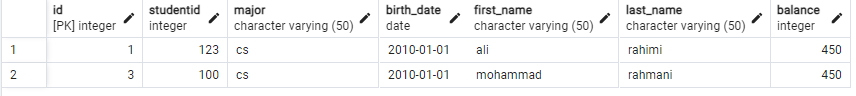 id studentid major birth_date first_name last_name balance
[PK] integer integer character varying (50) date character varying (50) character varying (50) integer
1 1 123 cs 2010-01-01 ali rahimi 450
2 3 100 cs 2010-01-01 mohammad rahmani 450